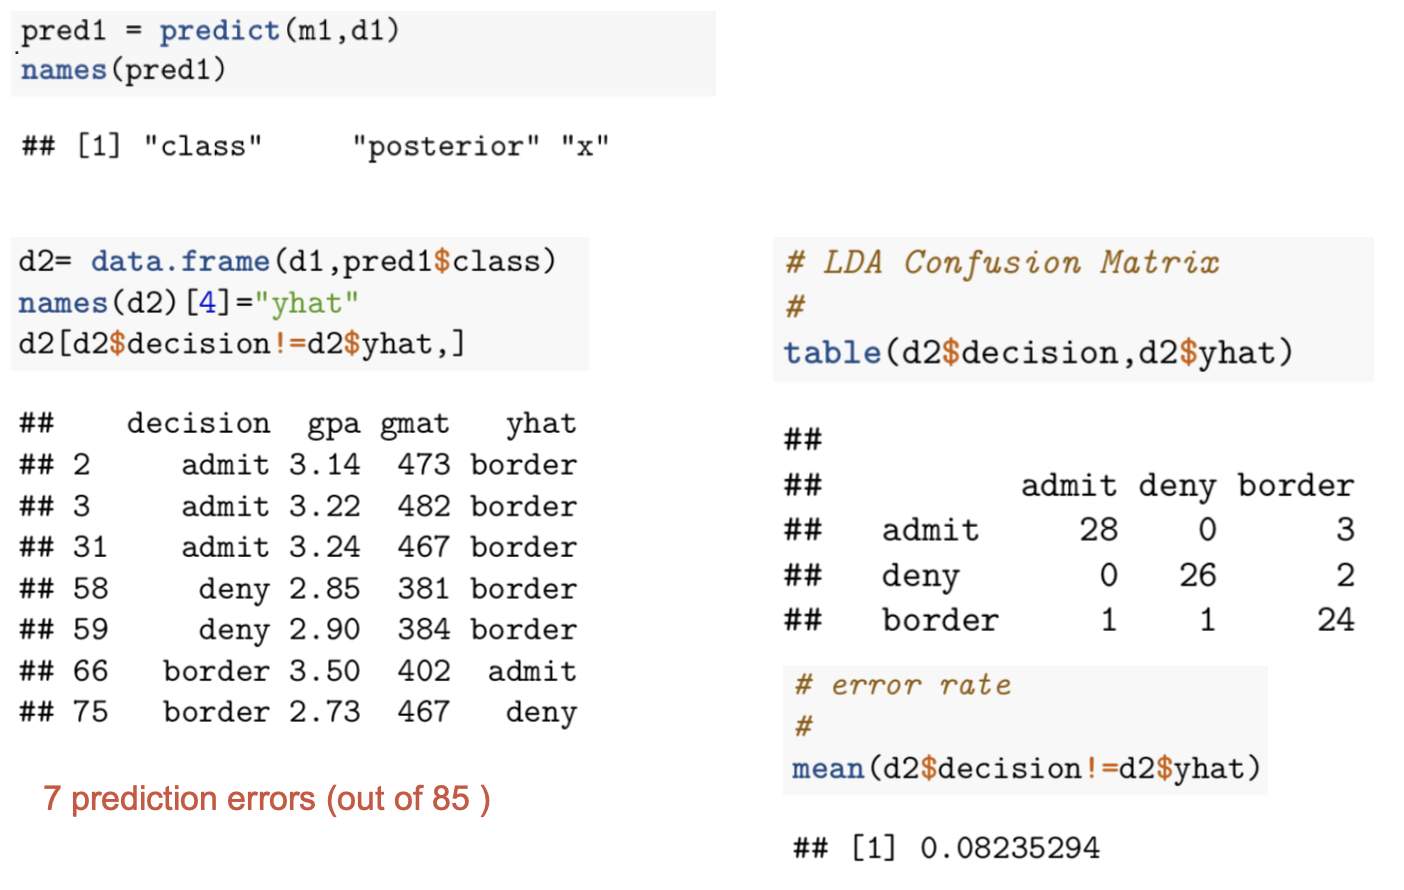 pred1 = predict(m1,d1)
names(pred1)
## [1] "class"     "posterior" "x"
d2= data.frame(d1,pred1$class)
names(d2)[4]="yhat"
d2[d2$decision!=d2$yhat,]
##    decision  gpa gmat   yhat
## 2     admit 3.14  473 border
## 3     admit 3.22  482 border
## 31    admit 3.24  467 border
## 58     deny 2.85  381 border
## 59     deny 2.90  384 border
## 66   border 3.50  402  admit
## 75   border 2.73  467   deny
7 prediction errors (out of 85 )
# LDA Confusion Matrix
#
table(d2$decision,d2$yhat)
##
##          admit deny border
##   admit     28    0      3
##   deny       0   26      2
##   border     1    1     24
# error rate
#
mean(d2$decision!=d2$yhat)
## [1] 0.08235294